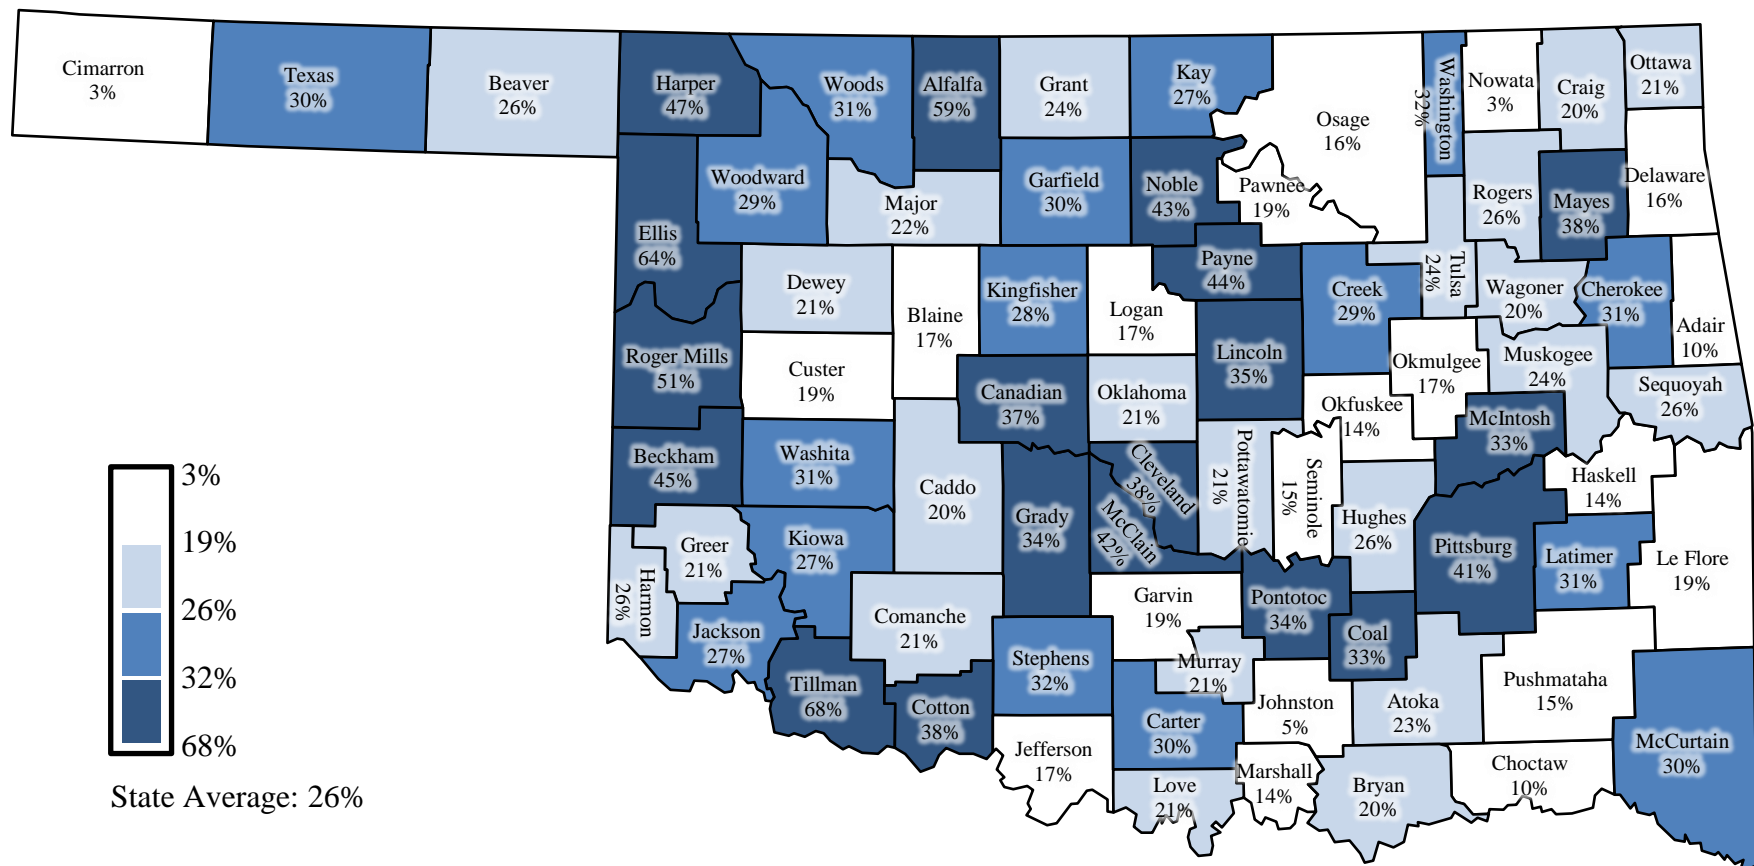 Cimarron
3%
Texas
30%
Beaver
26%
Harper
47%
Woods
31%
Alfalfa
59%
Grant
24%
Kay
27%
Osage
16%
Washington
32%
Nowata
3%
Craig
20%
Ottawa
21%
Woodward
29%
Major
22%
Garfield
30%
Noble
43%
Pawnee
19%
Rogers
26%
Mayes
38%
Delaware
16%
Ellis
64%
Dewey
21%
Blaine
17%
Kingfisher
28%
Logan
17%
Payne
44%
Creek
29%
Tulsa
24%
Wagoner
20%
Cherokee
31%
Adair
10%
Roger Mills
51%
Custer
19%
Canadian
37%
Oklahoma
21%
Lincoln
35%
Okmulgee
17%
Muskogee
24%
Sequoyah
26%
Okfuskee
14%
McIntosh
33%
Beckham
45%
Washita
31%
Caddo
20%
Grady
34%
Cleveland
38%
McClain
42%
Pottawatomie
21%
Seminole
15%
Hughes
26%
Haskell
14%
Pittsburg
41%
Latimer
31%
Le Flore
19%
Harmon
26%
Greer
21%
Kiowa
27%
Jackson
27%
Comanche
21%
Garvin
19%
Pontotoc
34%
Coal
33%
Tillman
68%
Cotton
38%
Stephens
32%
Murray
21%
Johnston
5%
Atoka
23%
Pushmataha
15%
Jefferson
17%
Carter
30%
Love
21%
Marshall
14%
Bryan
20%
Choctaw
10%
McCurtain
30%
3%
19%
26%
32%
68%
State Average: 26%